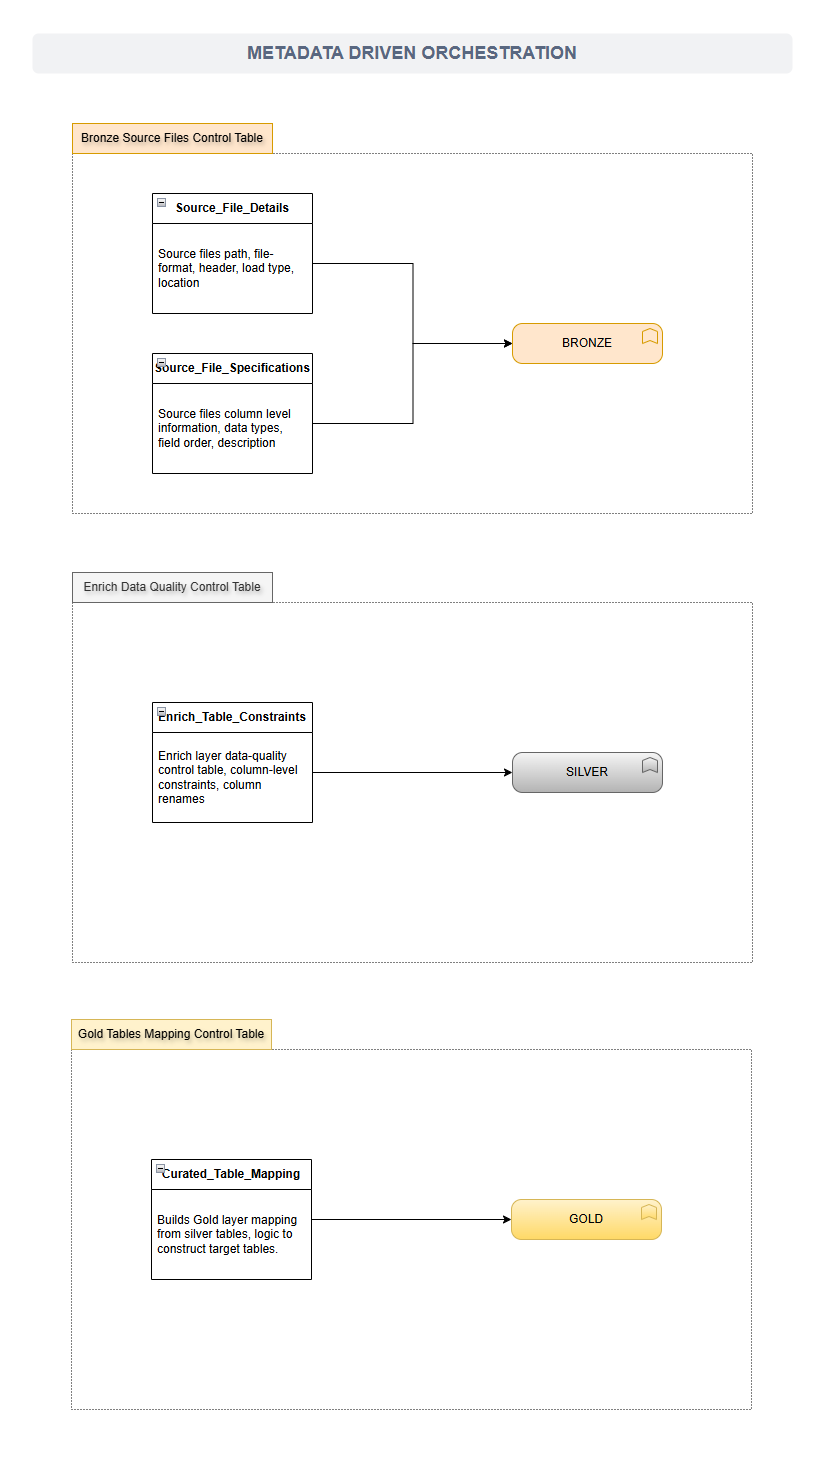 METADATA DRIVEN ORCHESTRATION
Bronze Source Files Control Table
Source_File_Details
Source files path, file-
format, header, load type,
location
BRONZE
Source_File_Specifications
Source files column level
information, data types,
field order, description
Enrich Data Quality Control Table
Enrich_Table_Constraints
Enrich layer data-quality
control table, column-level
constraints, column
renames
SILVER
Gold Tables Mapping Control Table
Curated_Table_Mapping
Builds Gold layer mapping
from silver tables, logic to
construct target tables.
GOLD